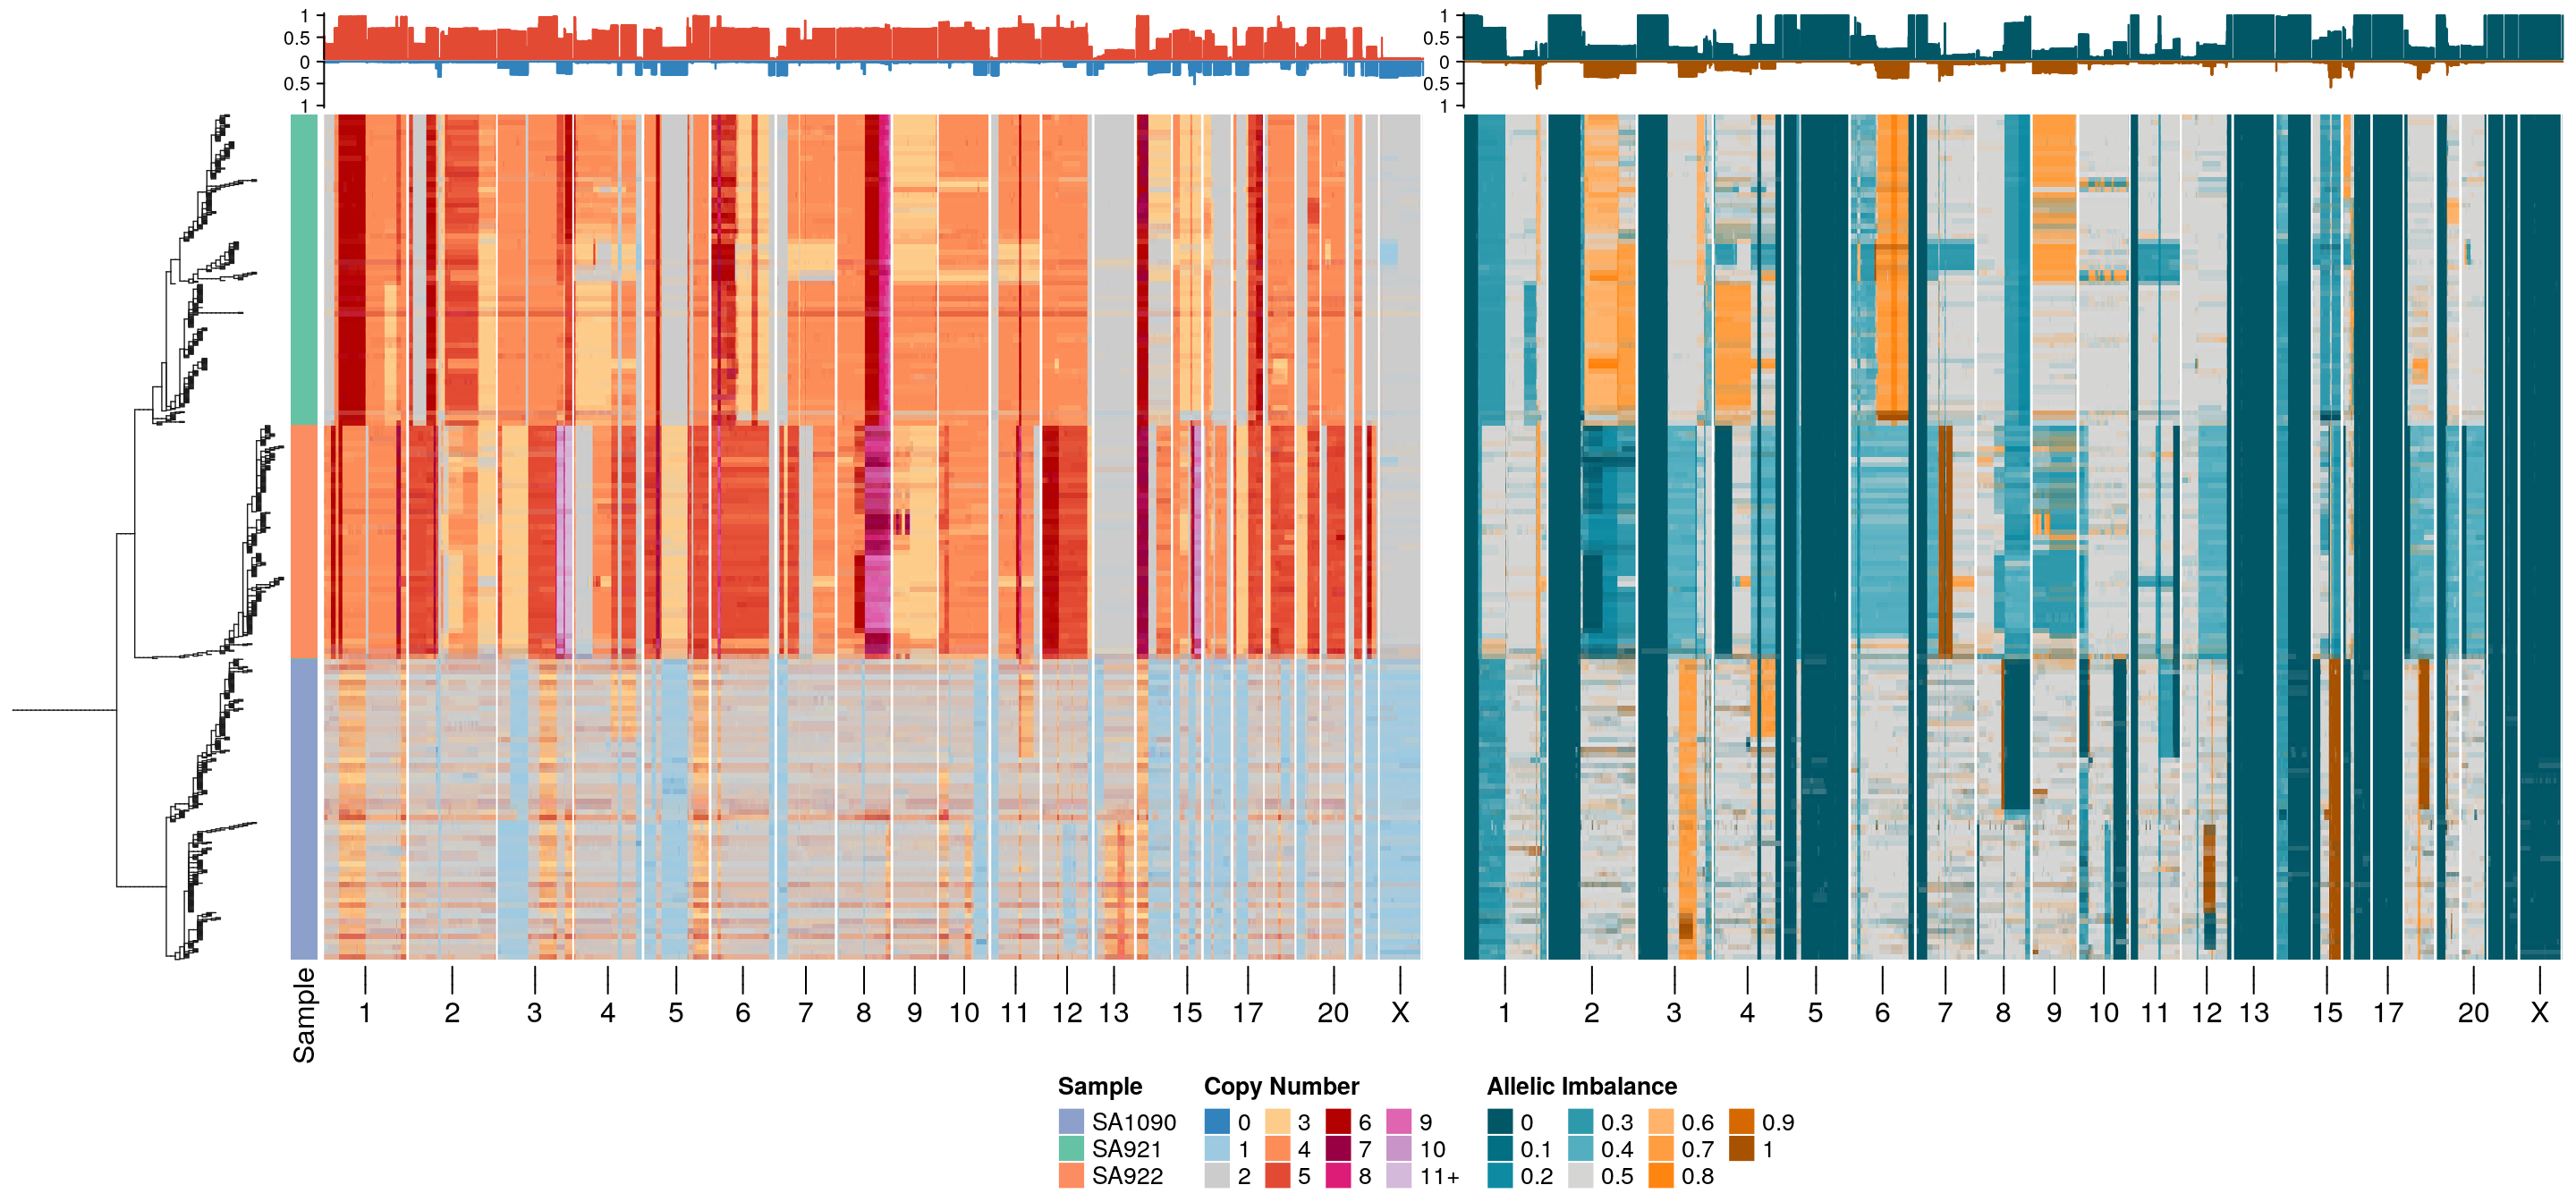 1
0.5
0
0.5
1
1
0.5
0
0.5
1
Sample
1 2 3 4 5 6 7 8 9 10 11 12 13 15 17 20 X
1 2 3 4 5 6 7 8 9 10 11 12 13 15 17 20 X
Sample
SA1090
SA921
SA922
Copy Number
0 3 6 9
1 4 7 10
2 5 8 11+
Allelic Imbalance
0 0.3 0.6 0.9
0.1 0.4 0.7 1
0.2 0.5 0.8